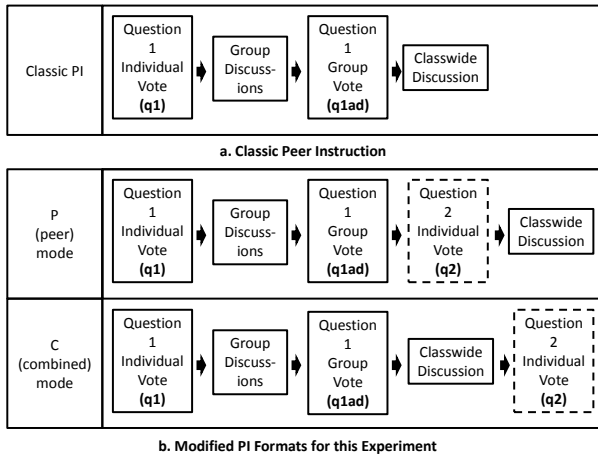 Classic PI
Question
1
Individual
Vote
(q1)
Group
Discuss-
ions
Question
1
Group
Vote
(q1ad)
Classwide
Discussion
a. Classic Peer Instruction
P
(peer)
mode
Question
1
Individual
Vote
(q1)
Group
Discuss-
ions
Question
1
Group
Vote
(q1ad)
Question
2
Individual
Vote
(q2)
Classwide
Discussion
C
(combined)
mode
Question
1
Individual
Vote
(q1)
Group
Discuss-
ions
Question
1
Group
Vote
(q1ad)
Classwide
Discussion
Question
2
Individual
Vote
(q2)
b. Modified PI Formats for this Experiment